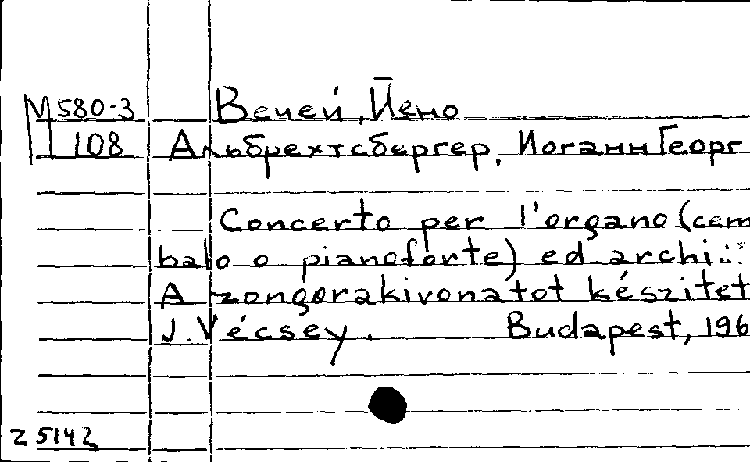 М 580-3 Вечей, Йено
108 Альбрехтсбергер, Иоганн Георг
Concerto per l'organo (cem
balo o pianoforte) ed archi...
A zongorakivonatot készitet
J. Vécsey. Budapest, 196
z 5142